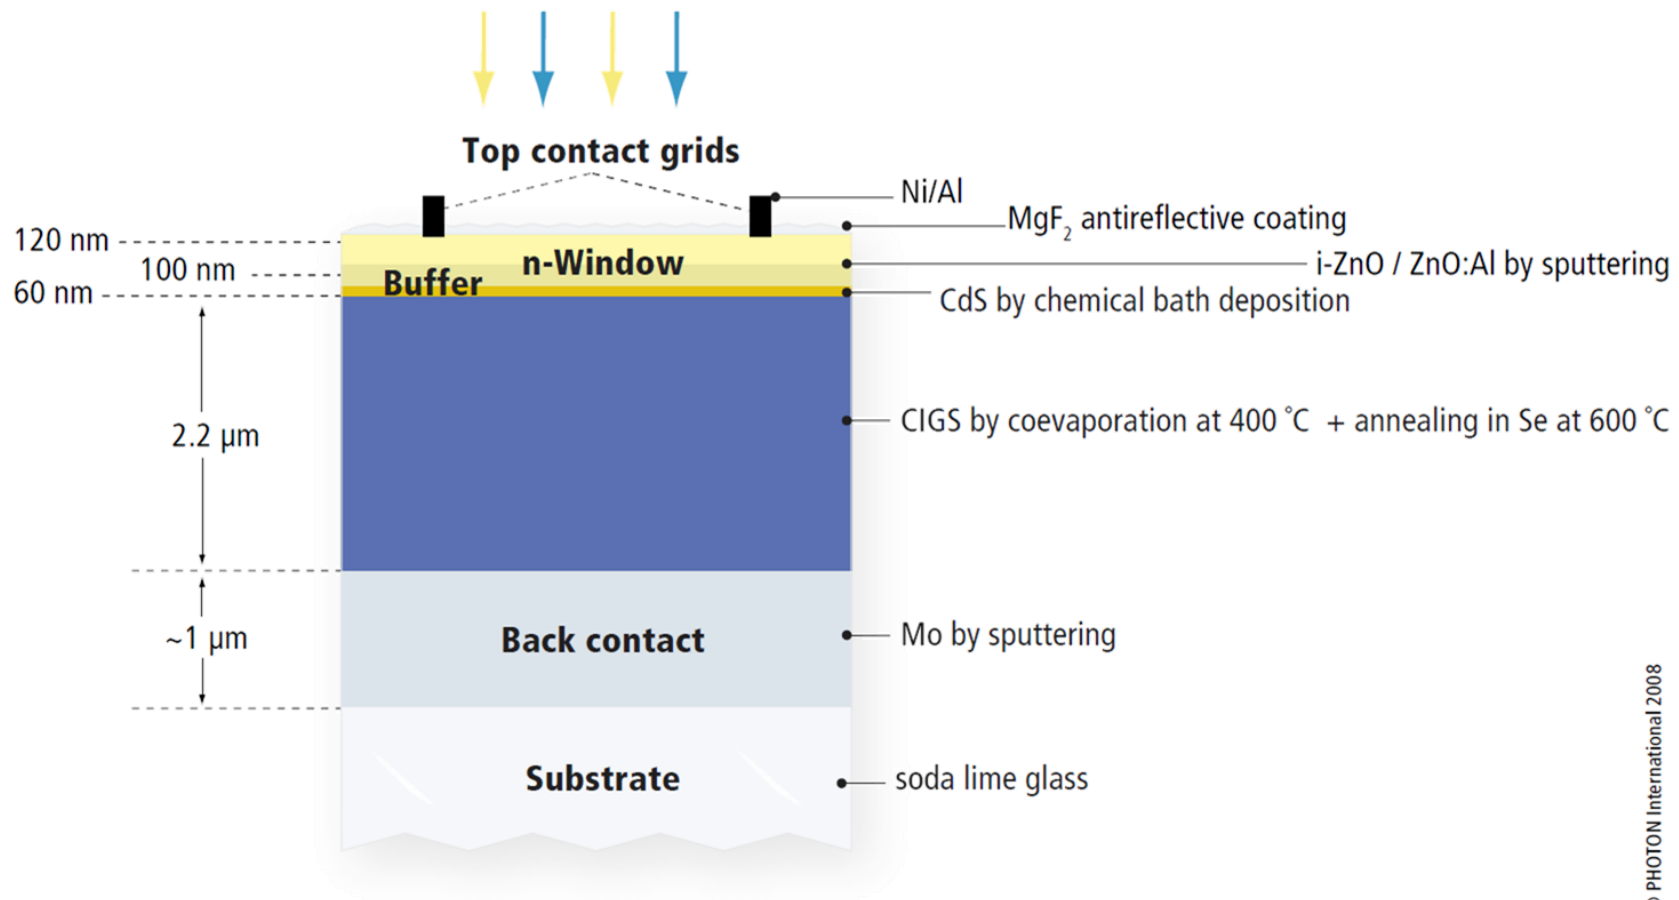 Top contact grids
Ni/Al
MgF2 antireflective coating
120 nm
100 nm
60 nm
n-Window
Buffer
i-ZnO / ZnO:Al by sputtering
CdS by chemical bath deposition
2.2 µm
CIGS by coevaporation at 400 °C + annealing in Se at 600 °C
~1 µm
Back contact
Mo by sputtering
Substrate
soda lime glass
© PHOTON International 2008